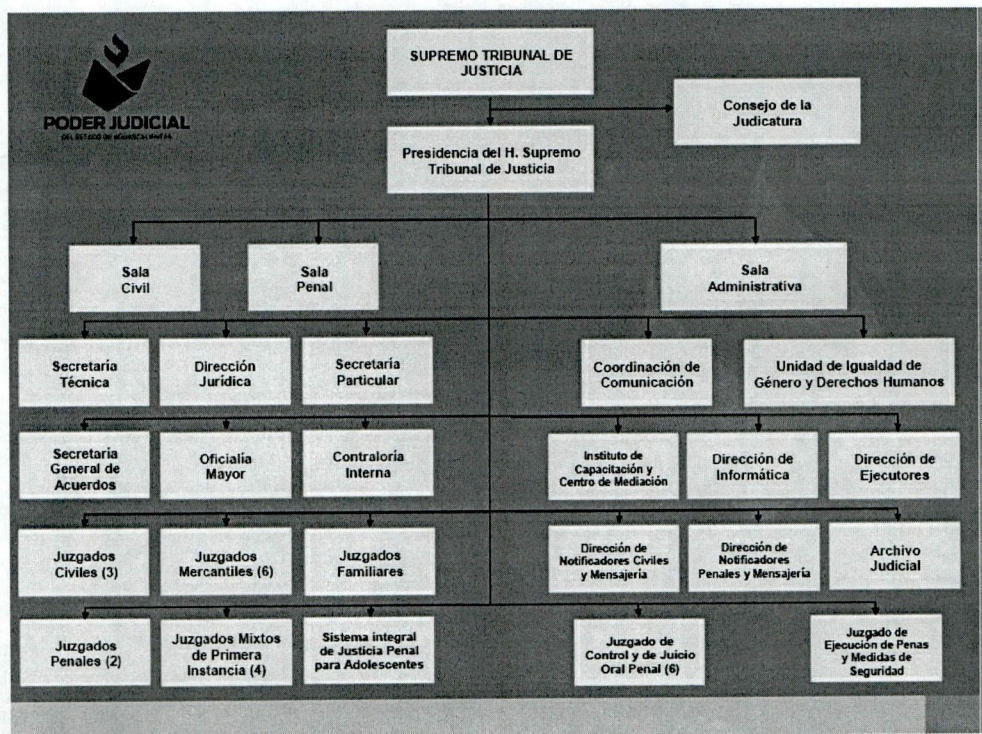 SUPREMO TRIBUNAL DE
JUSTICIA
PODER JUDICIAL
DEL ESTADO DE AGUASCALIENTES
Consejo de la
Judicatura
Presidencia del H. Supremo
Tribunal de Justicia
Sala
Civil
Sala
Penal
Sala
Administrativa
Secretaría
Técnica
Dirección
Jurídica
Secretaría
Particular
Coordinación de
Comunicación
Unidad de Igualdad de
Género y Derechos Humanos
Secretaría
General de
Acuerdos
Oficialía
Mayor
Contraloría
Interna
Instituto de
Capacitación y
Centro de Mediación
Dirección de
Informática
Dirección de
Ejecutores
Juzgados
Civiles (3)
Juzgados
Mercantiles (6)
Juzgados
Familiares
Dirección de
Notificadores Civiles
y Mensajería
Dirección de
Notificadores
Penales y Mensajería
Archivo
Judicial
Juzgados
Penales (2)
Juzgados Mixtos
de Primera
Instancia (4)
Sistema integral
de Justicia Penal
para Adolescentes
Juzgado de
Control y de Juicio
Oral Penal (6)
Juzgado de
Ejecución de Penas
y Medidas de
Seguridad